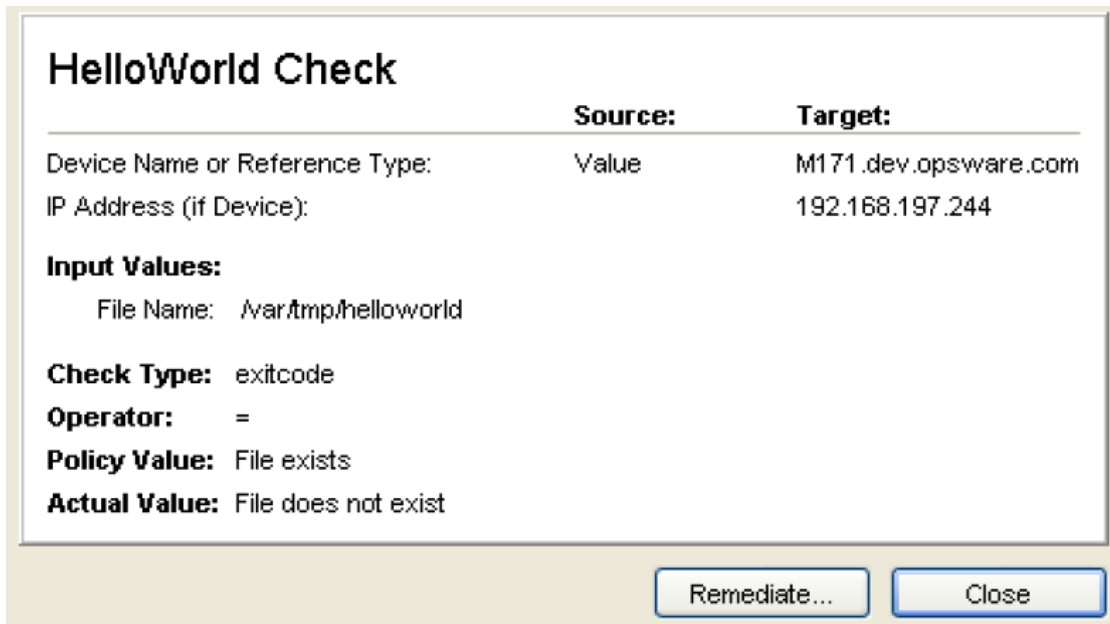 HelloWorld Check
Source: Target:
Device Name or Reference Type: Value M171.dev.opsware.com
IP Address (if Device): 192.168.197.244
Input Values:
File Name: /var/tmp/helloworld
Check Type: exitcode
Operator: =
Policy Value: File exists
Actual Value: File does not exist
Remediate... Close